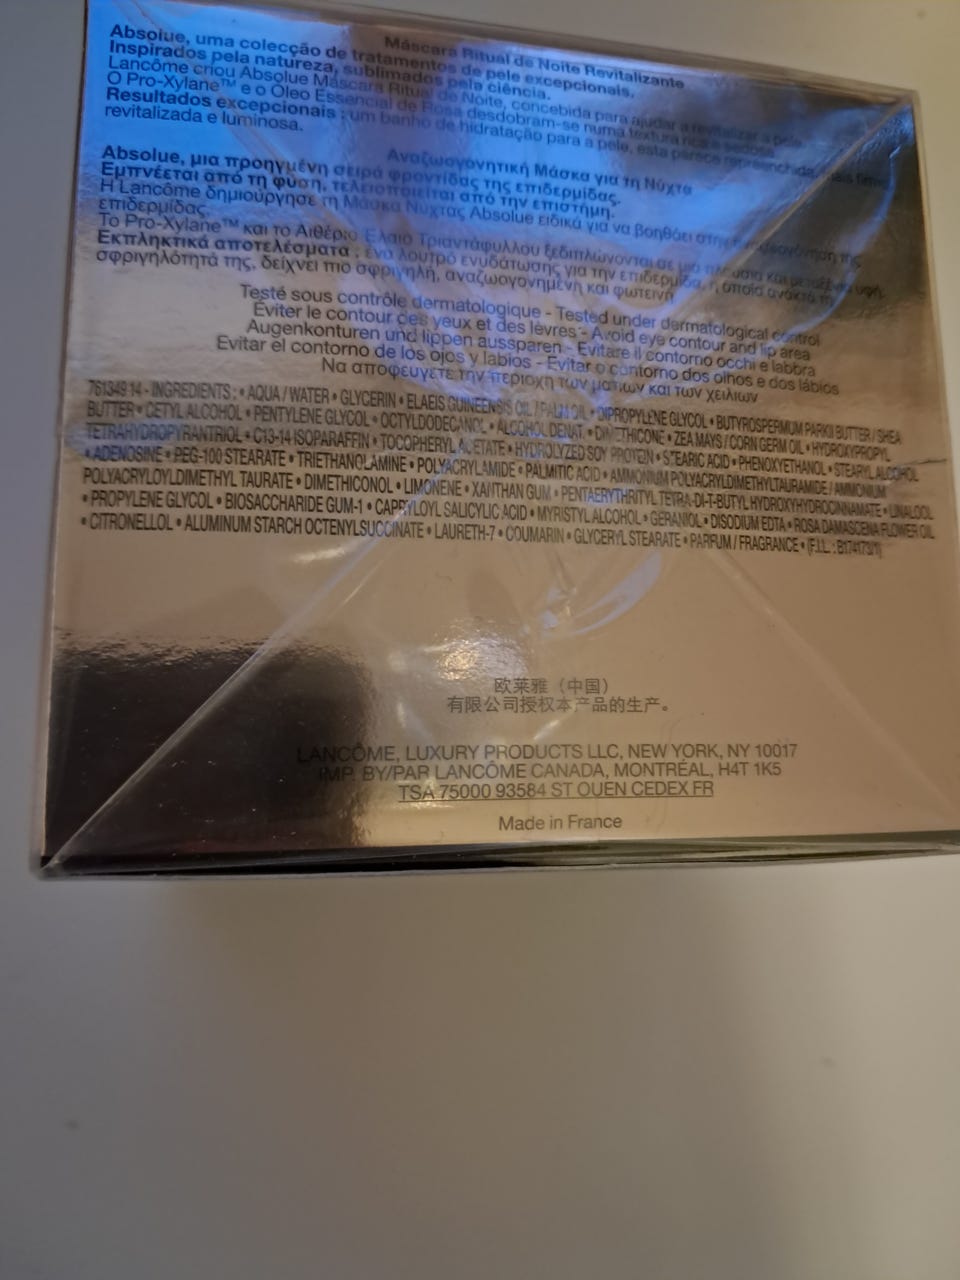 Máscara Ritual de Noite Revitalizante
Absolue, uma colecção de tratamentos de pele excepcionais.
Inspirados pela natureza, sublimados pela ciência.
Lancôme criou Absolue Máscara Ritual de Noite, concebida para ajudar a revitalizar a pele.
O Pro-Xylane™ e o Óleo Essencial de Rosa desdobram-se numa textura rica e sedosa.
Resultados excepcionais : um banho de hidratação para a pele, esta parece repreenchida, mais firme,
revitalizada e luminosa.
Αναζωογονητική Μάσκα για τη Νύχτα
Absolue, μια προηγμένη σειρά φροντίδας της επιδερμίδας.
Εμπνέεται από τη φύση, τελειοποιείται από την επιστήμη.
Η Lancôme δημιούργησε τη Μάσκα Νύχτας Absolue ειδικά για να βοηθάει στην αναζωογόνηση της
επιδερμίδας.
Το Pro-Xylane™ και το Αιθέριο Έλαιο Τριαντάφυλλου ξεδιπλώνονται σε μια πλούσια και μεταξένια υφή.
Εκπληκτικά αποτελέσματα : ένα λουτρό ενυδάτωσης για την επιδερμίδα, η οποία ανακτά τη
σφριγηλότητά της, δείχνει πιο σφριγηλή, αναζωογονημένη και φωτεινή.
Testé sous contrôle dermatologique - Tested under dermatological control
Éviter le contour des yeux et des lèvres - Avoid eye contour and lip area
Augenkonturen und lippen aussparen - Evitare il contorno occhi e labbra
Evitar el contorno de los ojos y labios - Evitar o contorno dos olhos e dos lábios
Να αποφεύγετε την περιοχή των ματιών και των χειλιών
761349 14 - INGREDIENTS : • AQUA / WATER • GLYCERIN • ELAEIS GUINEENSIS OIL / PALM OIL • DIPROPYLENE GLYCOL • BUTYROSPERMUM PARKII BUTTER / SHEA
BUTTER • CETYL ALCOHOL • PENTYLENE GLYCOL • OCTYLDODECANOL • ALCOHOL DENAT. • DIMETHICONE • ZEA MAYS / CORN GERM OIL • HYDROXYPROPYL
TETRAHYDROPYRANTRIOL • C13-14 ISOPARAFFIN • TOCOPHERYL ACETATE • HYDROLYZED SOY PROTEIN • STEARIC ACID • PHENOXYETHANOL • STEARYL ALCOHOL
• ADENOSINE • PEG-100 STEARATE • TRIETHANOLAMINE • POLYACRYLAMIDE • PALMITIC ACID • AMMONIUM POLYACRYLDIMETHYLTAURAMIDE / AMMONIUM
POLYACRYLOYLDIMETHYL TAURATE • DIMETHICONOL • LIMONENE • XANTHAN GUM • PENTAERYTHRITYL TETRA-DI-T-BUTYL HYDROXYHYDROCINNAMATE • LINALOOL
• PROPYLENE GLYCOL • BIOSACCHARIDE GUM-1 • CAPRYLOYL SALICYLIC ACID • MYRISTYL ALCOHOL • GERANIOL • DISODIUM EDTA • ROSA DAMASCENA FLOWER OIL
• CITRONELLOL • ALUMINUM STARCH OCTENYLSUCCINATE • LAURETH-7 • COUMARIN • GLYCERYL STEARATE • PARFUM / FRAGRANCE • (F.I.L. : B174173/1)
欧莱雅（中国）
有限公司授权本产品的生产。
LANCÔME, LUXURY PRODUCTS LLC, NEW YORK, NY 10017
IMP. BY/PAR LANCÔME CANADA, MONTRÉAL, H4T 1K5
TSA 75000 93584 ST OUEN CEDEX FR
Made in France